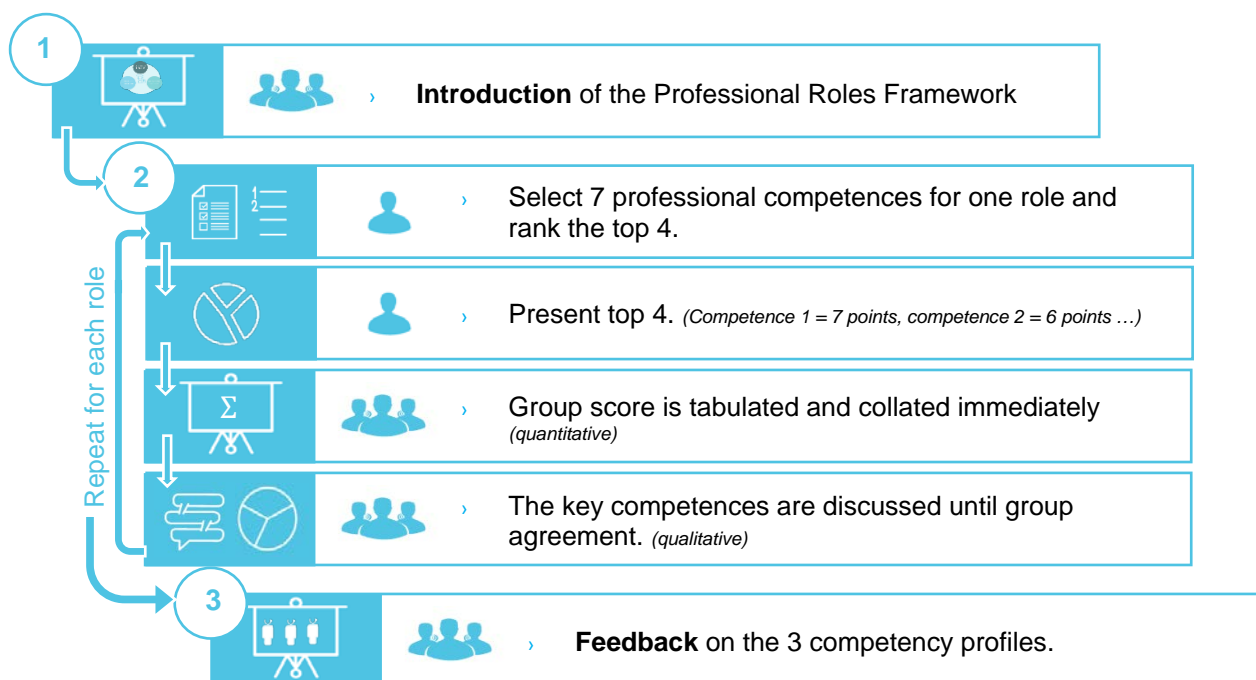 1
› Introduction of the Professional Roles Framework
2
1
2
› Select 7 professional competences for one role and
rank the top 4.
› Present top 4. (Competence 1 = 7 points, competence 2 = 6 points …)
Σ
› Group score is tabulated and collated immediately
(quantitative)
› The key competences are discussed until group
agreement. (qualitative)
Repeat for each role
3
› Feedback on the 3 competency profiles.